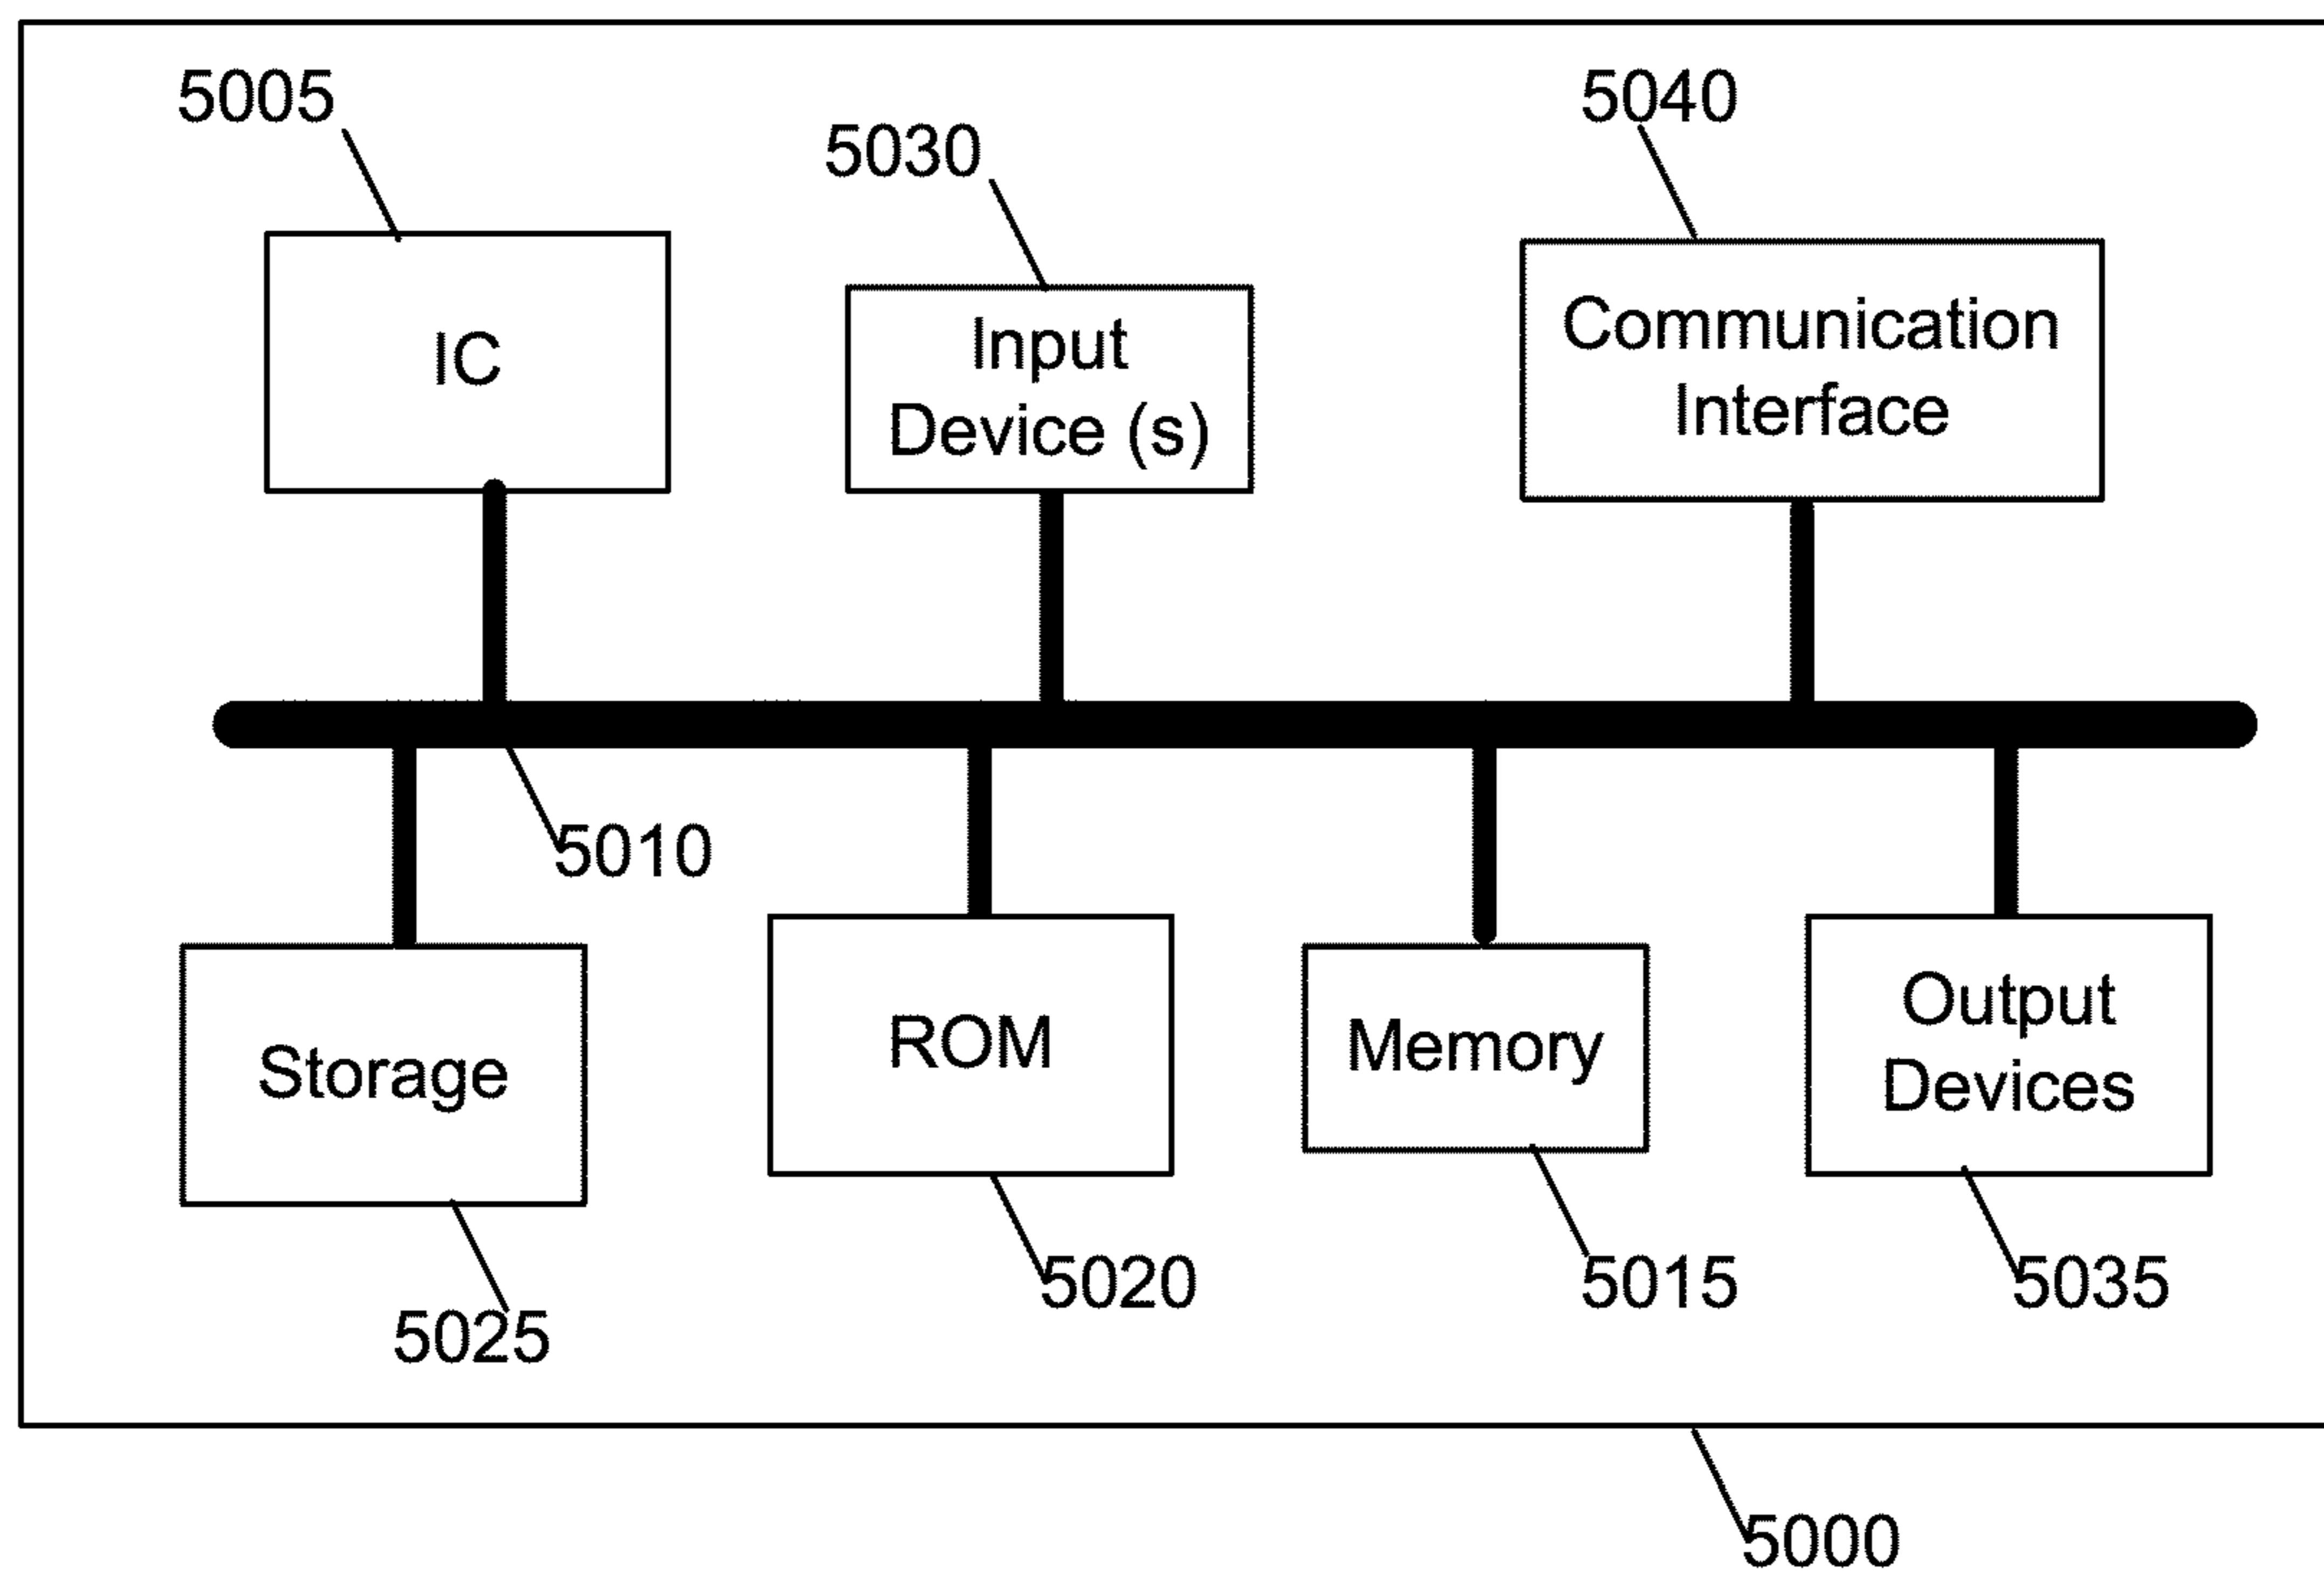 5005
5030
5040
IC
Input
Device (s)
Communication
Interface
5010
Storage
ROM
Memory
Output
Devices
5025
5020
5015
5035
5000